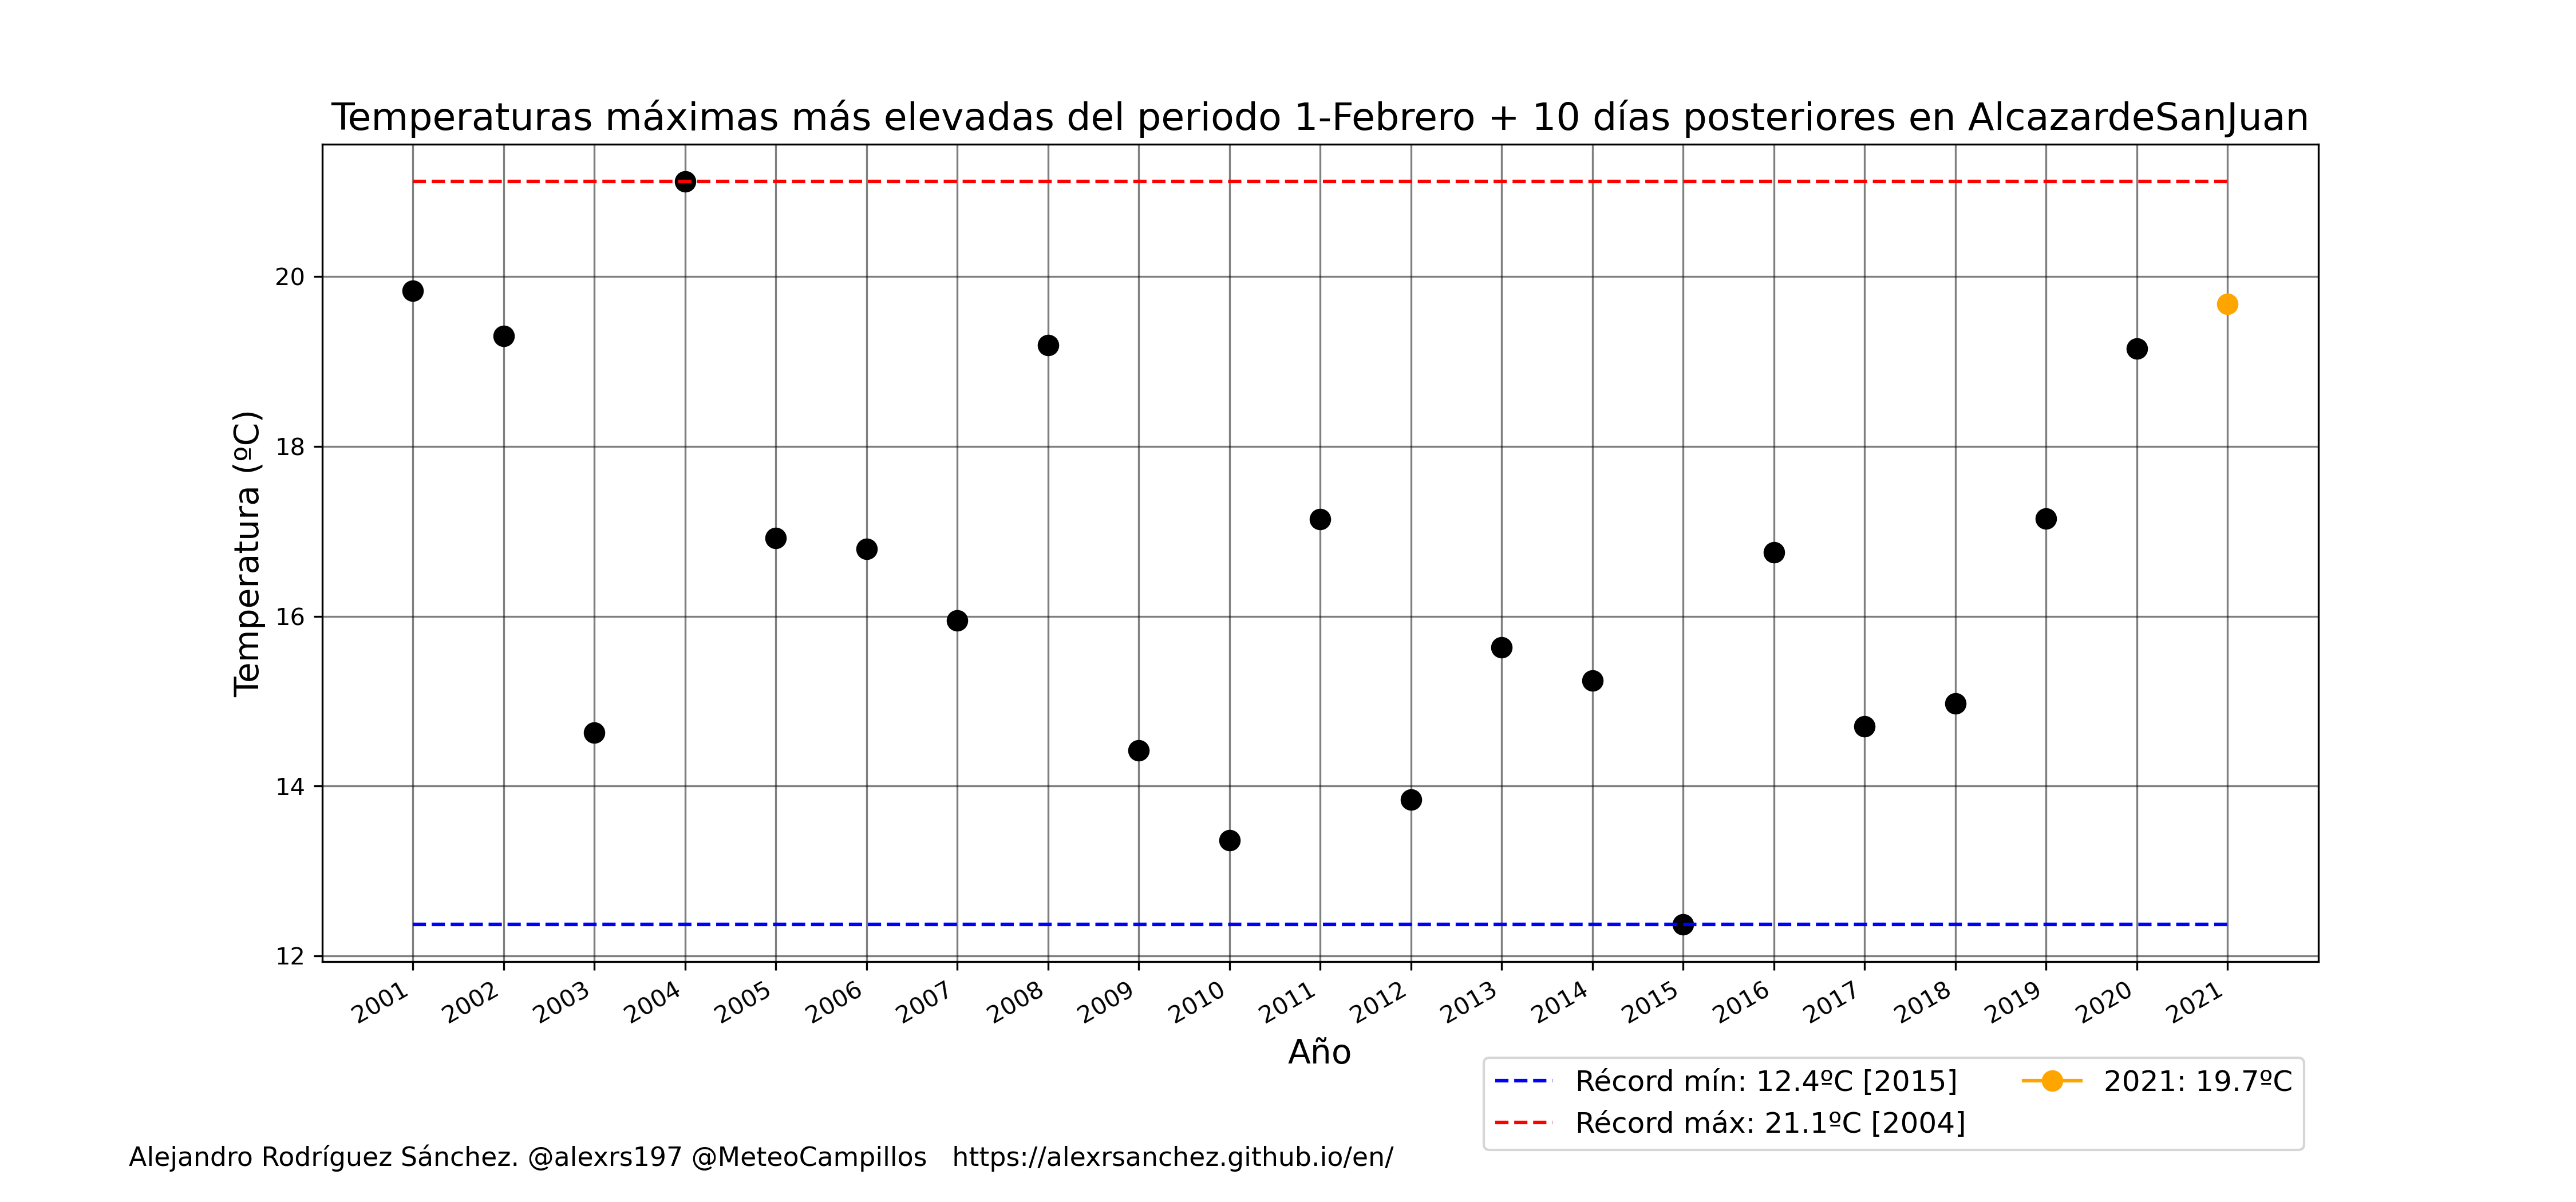 Temperaturas máximas más elevadas del periodo 1-Febrero + 10 días posteriores en AlcazardeSanJuan
Temperatura (ºC)
20
18
16
14
12
2001 2002 2003 2004 2005 2006 2007 2008 2009 2010 2011 2012 2013 2014 2015 2016 2017 2018 2019 2020 2021
Año
Récord mín: 12.4ºC [2015]
Récord máx: 21.1ºC [2004]
2021: 19.7ºC
Alejandro Rodríguez Sánchez. @alexrs197 @MeteoCampillos https://alexrsanchez.github.io/en/